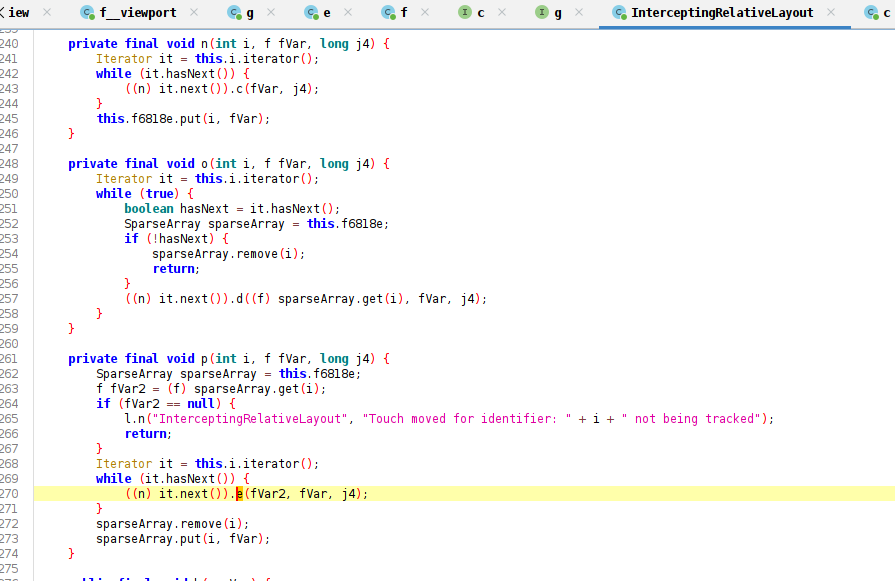 iew f__viewport g e f I c I g InterceptingRelativeLayout c
240 private final void n(int i, f fVar, long j4) {
241 Iterator it = this.i.iterator();
242 while (it.hasNext()) {
243 ((n) it.next()).c(fVar, j4);
244 }
245 this.f6818e.put(i, fVar);
246 }
247
248 private final void o(int i, f fVar, long j4) {
249 Iterator it = this.i.iterator();
250 while (true) {
251 boolean hasNext = it.hasNext();
252 SparseArray sparseArray = this.f6818e;
253 if (!hasNext) {
254 sparseArray.remove(i);
255 return;
256 }
257 ((n) it.next()).d((f) sparseArray.get(i), fVar, j4);
258 }
259 }
260
261 private final void p(int i, f fVar, long j4) {
262 SparseArray sparseArray = this.f6818e;
263 f fVar2 = (f) sparseArray.get(i);
264 if (fVar2 == null) {
265 l.n("InterceptingRelativeLayout", "Touch moved for identifier: " + i + " not being tracked");
266 return;
267 }
268 Iterator it = this.i.iterator();
269 while (it.hasNext()) {
270 ((n) it.next()).e(fVar2, fVar, j4);
271 }
272 sparseArray.remove(i);
273 sparseArray.put(i, fVar);
274 }
275